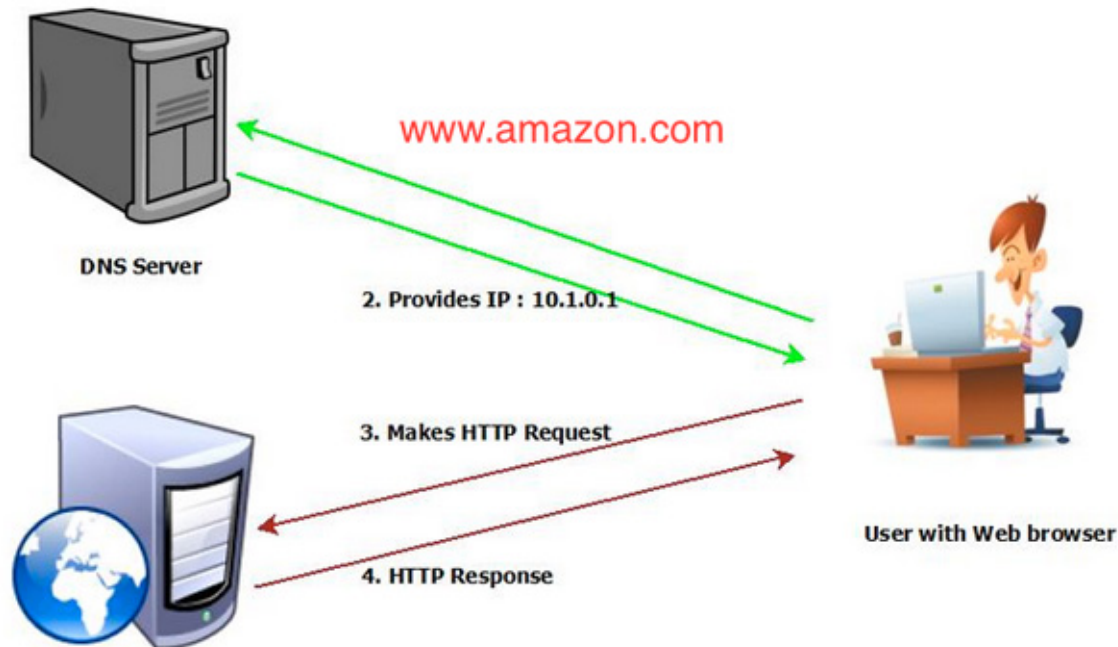 www.amazon.com
DNS Server
2. Provides IP : 10.1.0.1
3. Makes HTTP Request
User with Web browser
4. HTTP Response